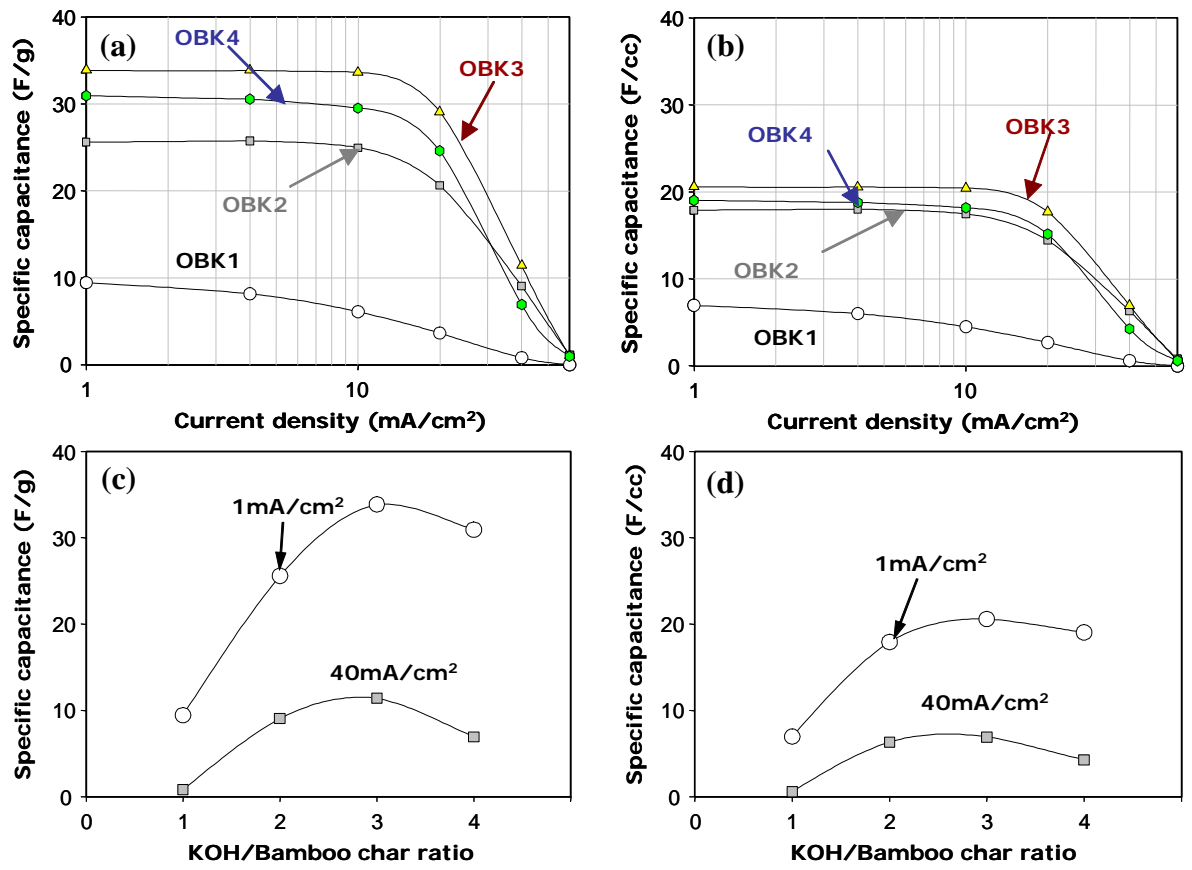 (a)
Specific capacitance (F/g)
40
30
20
10
0
OBK4
OBK3
OBK2
OBK1
1
10
Current density (mA/cm²)
(b)
Specific capacitance (F/cc)
40
30
20
10
0
OBK4
OBK3
OBK2
OBK1
1
10
Current density (mA/cm²)
(c)
Specific capacitance (F/g)
40
30
20
10
0
1mA/cm²
40mA/cm²
0
1
2
3
4
KOH/Bamboo char ratio
(d)
Specific capacitance (F/cc)
40
30
20
10
0
1mA/cm²
40mA/cm²
0
1
2
3
4
KOH/Bamboo char ratio